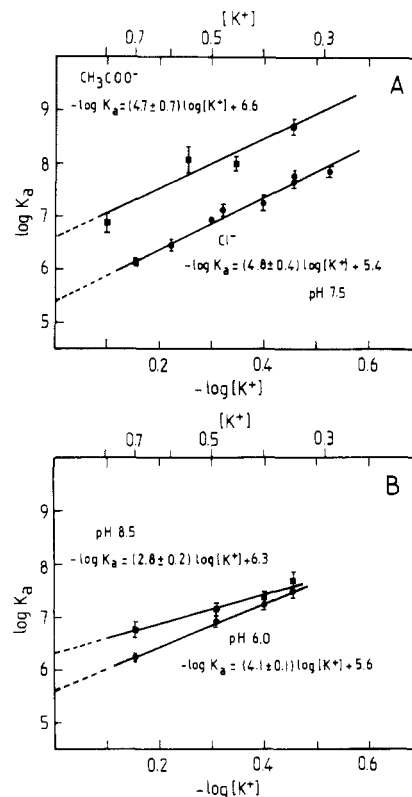 [K⁺]
0.7 0.5 0.3
A
CH₃COO⁻
-log Kₐ = (4.7±0.7) log[K⁺] + 6.6
9
8
7
6
5
log Kₐ
Cl⁻
-log Kₐ = (4.8±0.4) log[K⁺] + 5.4
pH 7.5
0.2 0.4 0.6
-log[K⁺]
[K⁺]
0.7 0.5 0.3
B
pH 8.5
-log Kₐ = (2.8±0.2) log[K⁺] + 6.3
9
8
7
6
5
log Kₐ
pH 6.0
-log Kₐ = (4.1±0.1) log[K⁺] + 5.6
0.2 0.4 0.6
-log[K⁺]